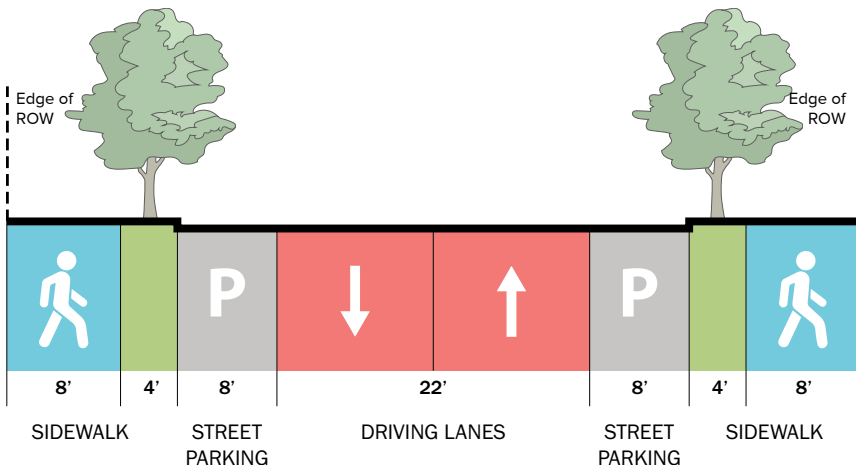 Edge of
ROW
Edge of
ROW
P
P
8’ 4’ 8’ 22’ 8’ 4’ 8’
SIDEWALK STREET DRIVING LANES STREET SIDEWALK
PARKING PARKING